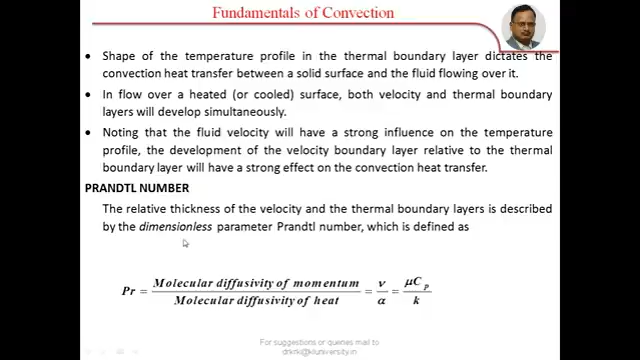 Fundamentals of Convection
• Shape of the temperature profile in the thermal boundary layer dictates the
convection heat transfer between a solid surface and the fluid flowing over it.
• In flow over a heated (or cooled) surface, both velocity and thermal boundary
layers will develop simultaneously.
• Noting that the fluid velocity will have a strong influence on the temperature
profile, the development of the velocity boundary layer relative to the thermal
boundary layer will have a strong effect on the convection heat transfer.
PRANDTL NUMBER
The relative thickness of the velocity and the thermal boundary layers is described
by the dimensionless parameter Prandtl number, which is defined as
Pr = Molecular diffusivity of momentum / Molecular diffusivity of heat = ν / α = μC_p / k
For suggestions or queries mail to
drknk@kluniversity.in